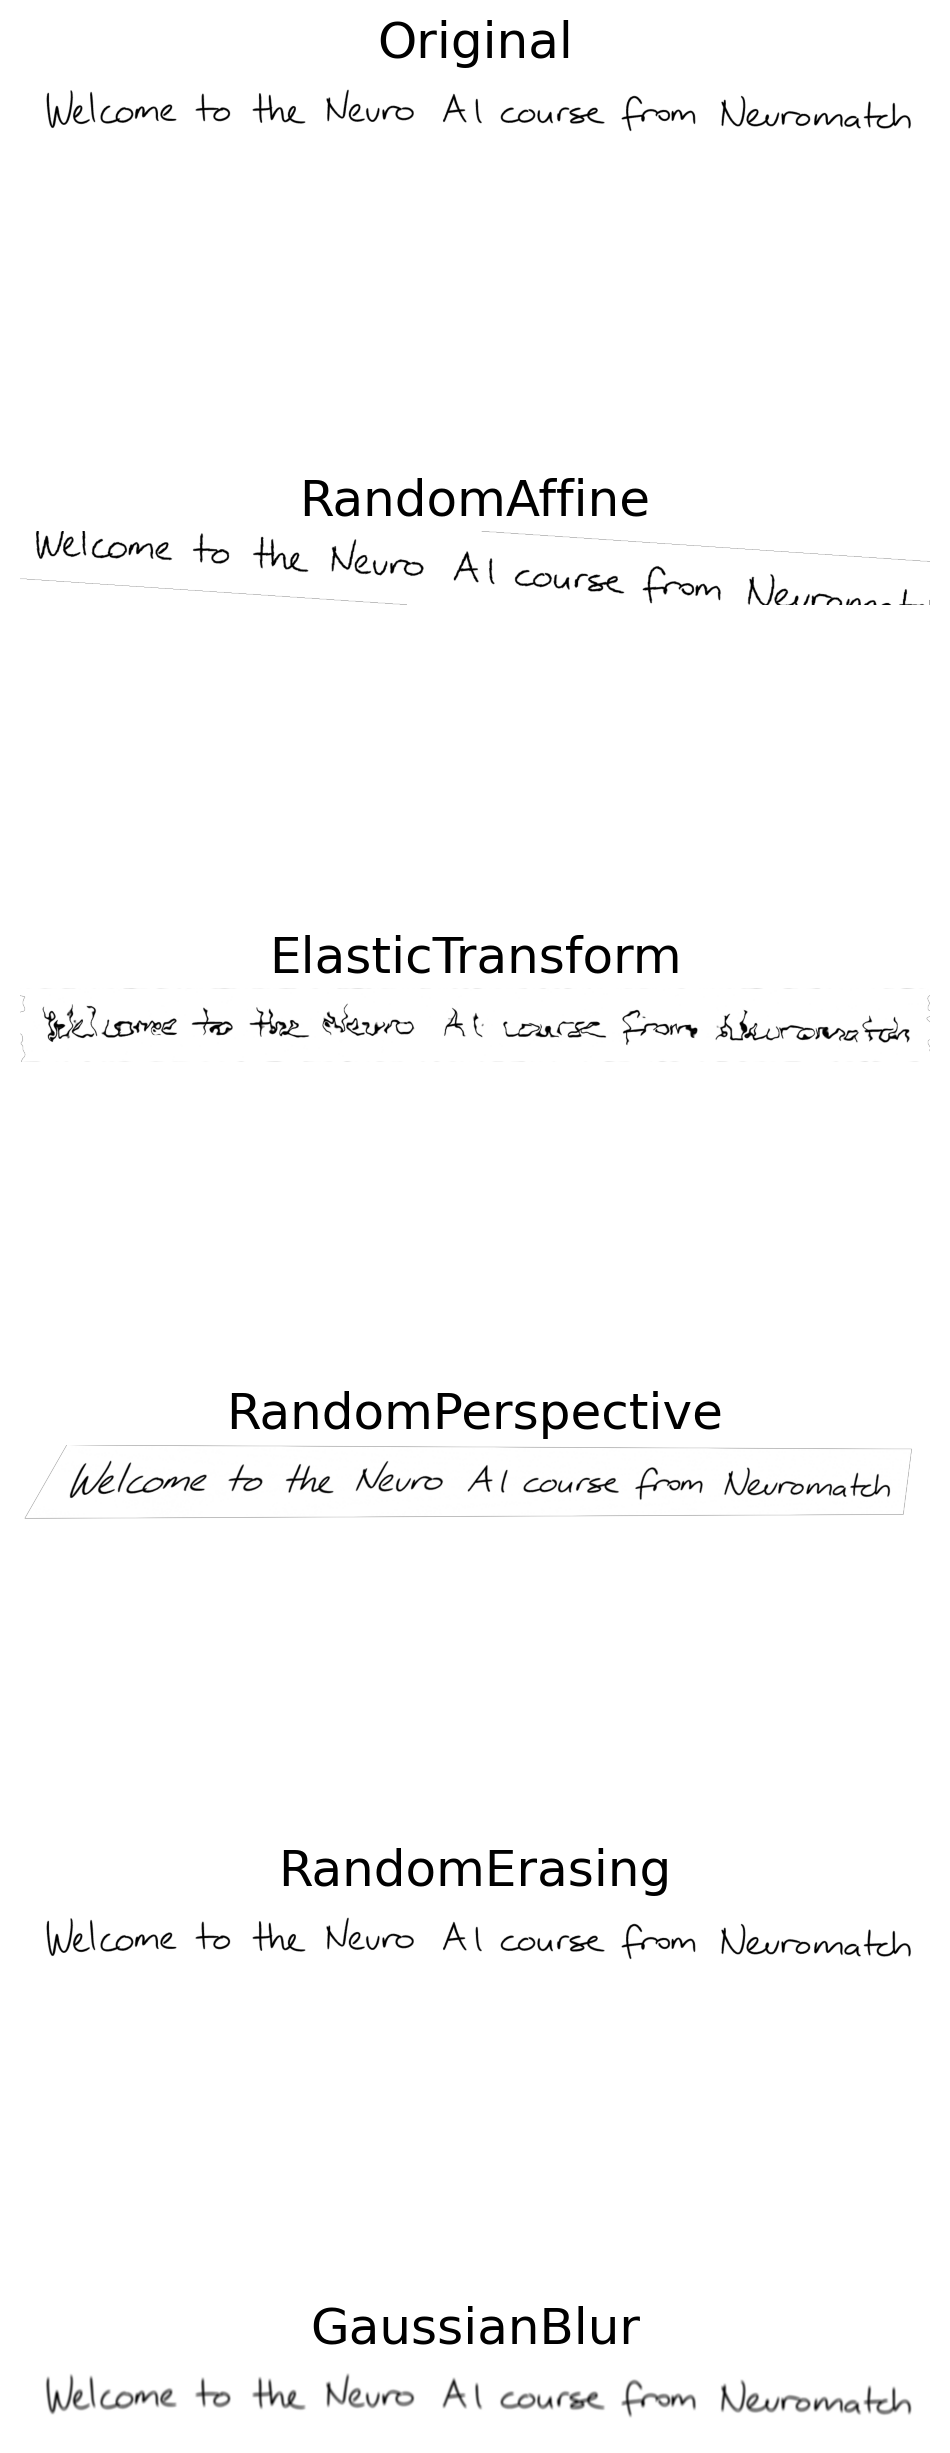 Original
Welcome to the Neuro AI course from Neuromatch
RandomAffine
Welcome to the Neuro AI course from
ElasticTransform
Welcome to the Neuro AI course from Neuromatch
RandomPerspective
Welcome to the Neuro AI course from Neuromatch
RandomErasing
Welcome to the Neuro AI course from Neuromatch
GaussianBlur
Welcome to the Neuro AI course from Neuromatch